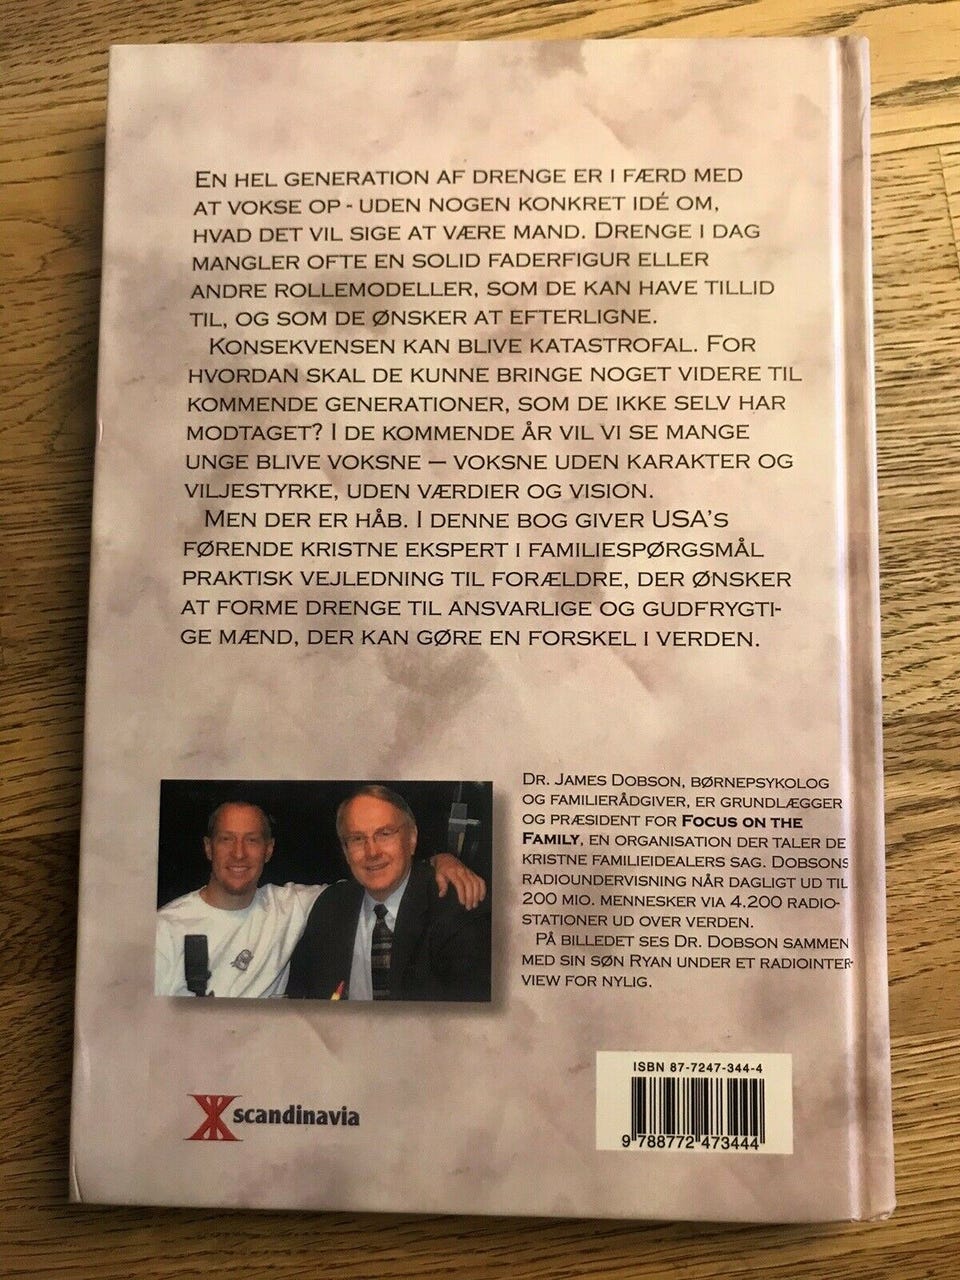 En hel generation af drenge er i færd med
at vokse op - uden nogen konkret idé om,
hvad det vil sige at være mand. Drenge i dag
mangler ofte en solid faderfigur eller
andre rollemodeller, som de kan have tillid
til, og som de ønsker at efterligne.
Konsekvensen kan blive katastrofal. For
hvordan skal de kunne bringe noget videre til
kommende generationer, som de ikke selv har
modtaget? I de kommende år vil vi se mange
unge blive voksne – voksne uden karakter og
viljestyrke, uden værdier og vision.
Men der er håb. I denne bog giver USA's
førende kristne ekspert i familiespørgsmål
praktisk vejledning til forældre, der ønsker
at forme drenge til ansvarlige og gudfrygti-
ge mænd, der kan gøre en forskel i verden.
Dr. James Dobson, børnepsykolog
og familierådgiver, er grundlægger
og præsident for Focus on the
Family, en organisation der taler de
kristne familieidealers sag. Dobsons
radioundervisning når dagligt ud til
200 mio. mennesker via 4.200 radio-
stationer ud over verden.
På billedet ses Dr. Dobson sammen
med sin søn Ryan under et radiointer-
view for nylig.
ISBN 87-7247-344-4
9 788772 473444
scandinavia